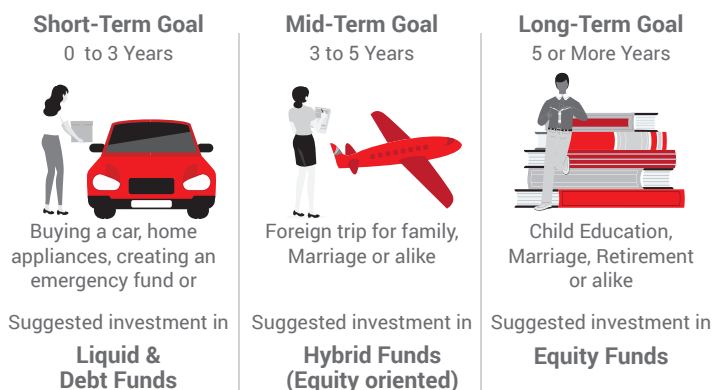 Short-Term Goal
0 to 3 Years
Buying a car, home
appliances, creating an
emergency fund or
Suggested investment in
Liquid &
Debt Funds
Mid-Term Goal
3 to 5 Years
Foreign trip for family,
Marriage or alike
Suggested investment in
Hybrid Funds
(Equity oriented)
Long-Term Goal
5 or More Years
Child Education,
Marriage, Retirement
or alike
Suggested investment in
Equity Funds